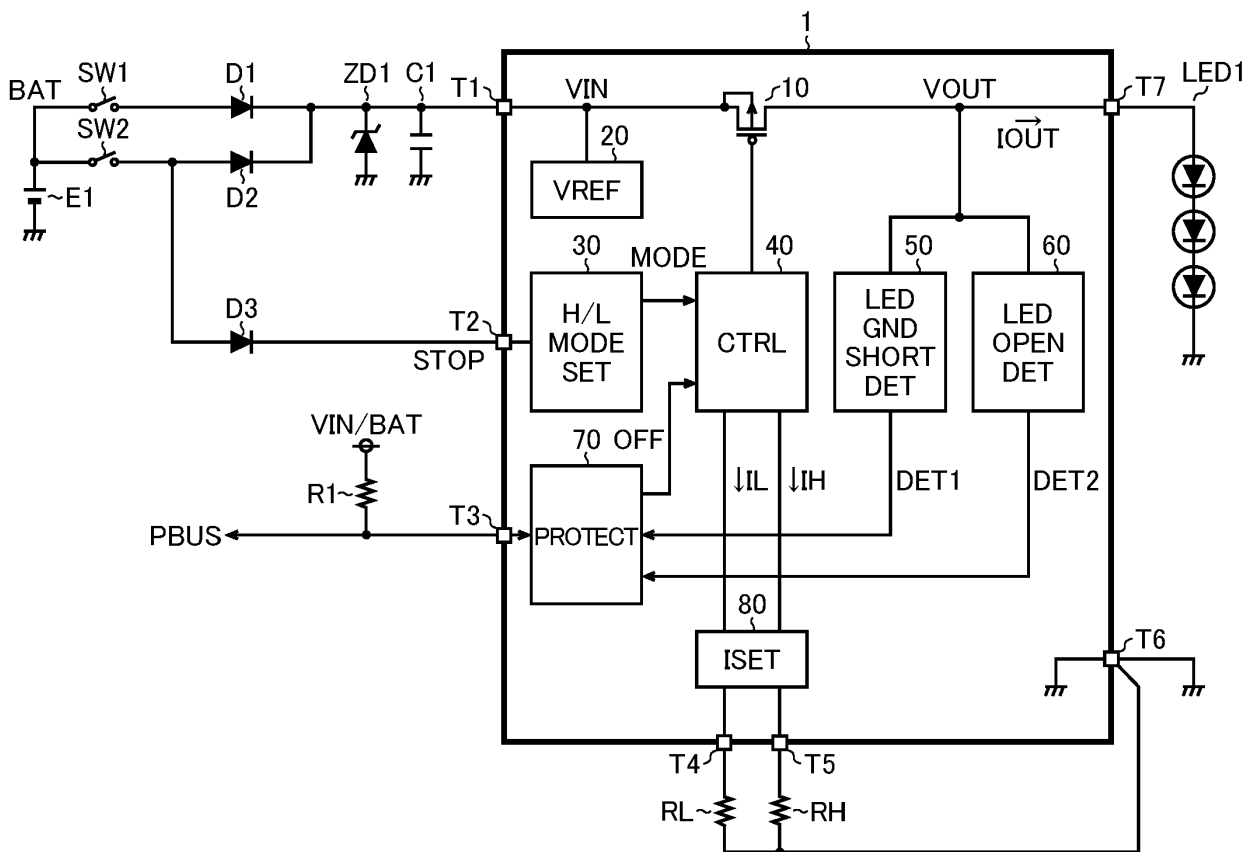 1
SW1
D1
ZD1
C1
T1
VIN
10
VOUT
T7
LED1
BAT
SW2
IOUT
20
VREF
D2
~E1
30
MODE
40
50
60
D3
T2
H/L
MODE
SET
CTRL
LED
GND
SHORT
DET
LED
OPEN
DET
STOP
VIN/BAT
70
OFF
R1~
↓IL
↓IH
DET1
DET2
T3
PBUS
PROTECT
80
ISET
T6
T4
T5
RL~
~RH